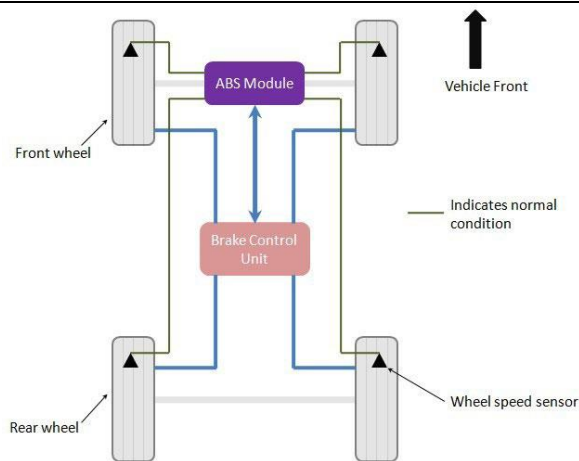 ABS Module
Vehicle Front
Front wheel
Indicates normal
condition
Brake Control
Unit
Wheel speed sensor
Rear wheel